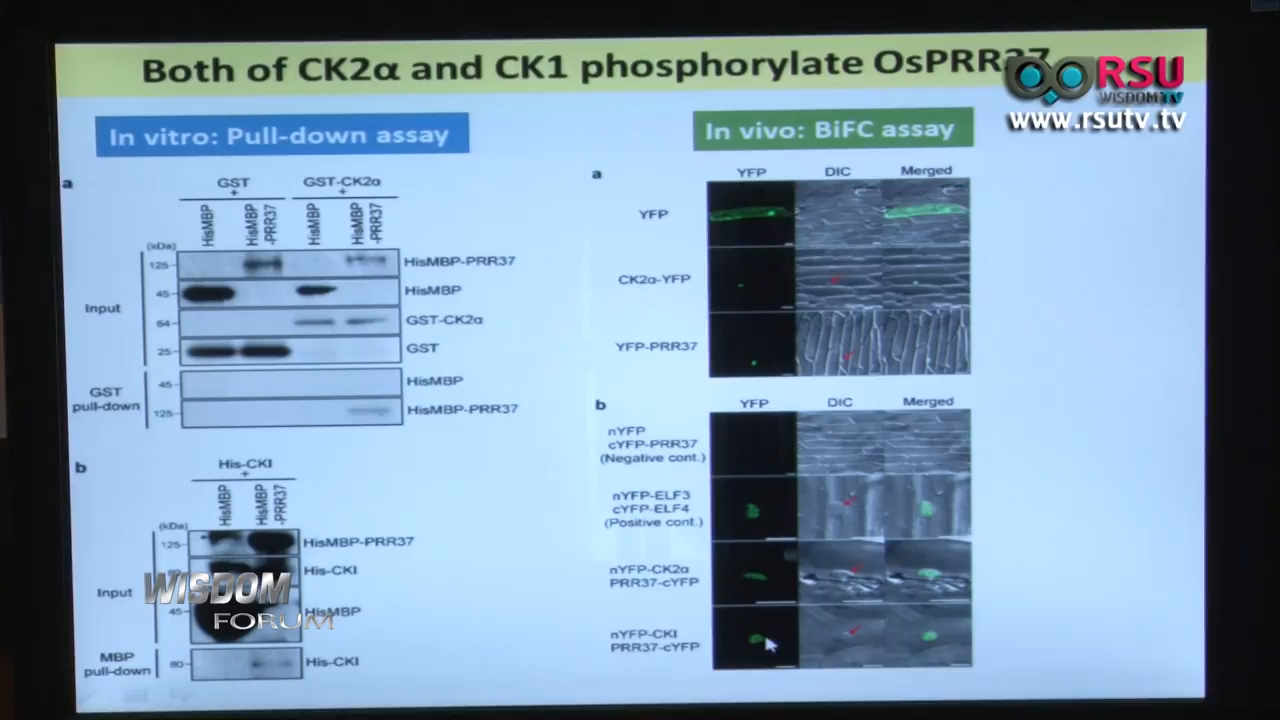 Both of CK2α and CK1 phosphorylate OsPRR37
RSU
WISDOM TV
www.rsutv.tv
In vitro: Pull-down assay
In vivo: BiFC assay
a
GST
+
GST-CK2α
+
HisMBP
HisMBP
-PRR37
HisMBP
HisMBP
-PRR37
(kDa)
Input
125
HisMBP-PRR37
45
HisMBP
64
GST-CK2α
25
GST
GST
pull-down
45
HisMBP
125
HisMBP-PRR37
b
His-CKI
+
HisMBP
HisMBP
-PRR37
(kDa)
Input
125
HisMBP-PRR37
His-CKI
45
HisMBP
MBP
pull-down
80
His-CKI
WISDOM
FORUM
a
YFP
DIC
Merged
YFP
CK2α-YFP
YFP-PRR37
b
YFP
DIC
Merged
nYFP
cYFP-PRR37
(Negative cont.)
nYFP-ELF3
cYFP-ELF4
(Positive cont.)
nYFP-CK2α
PRR37-cYFP
nYFP-CKI
PRR37-cYFP